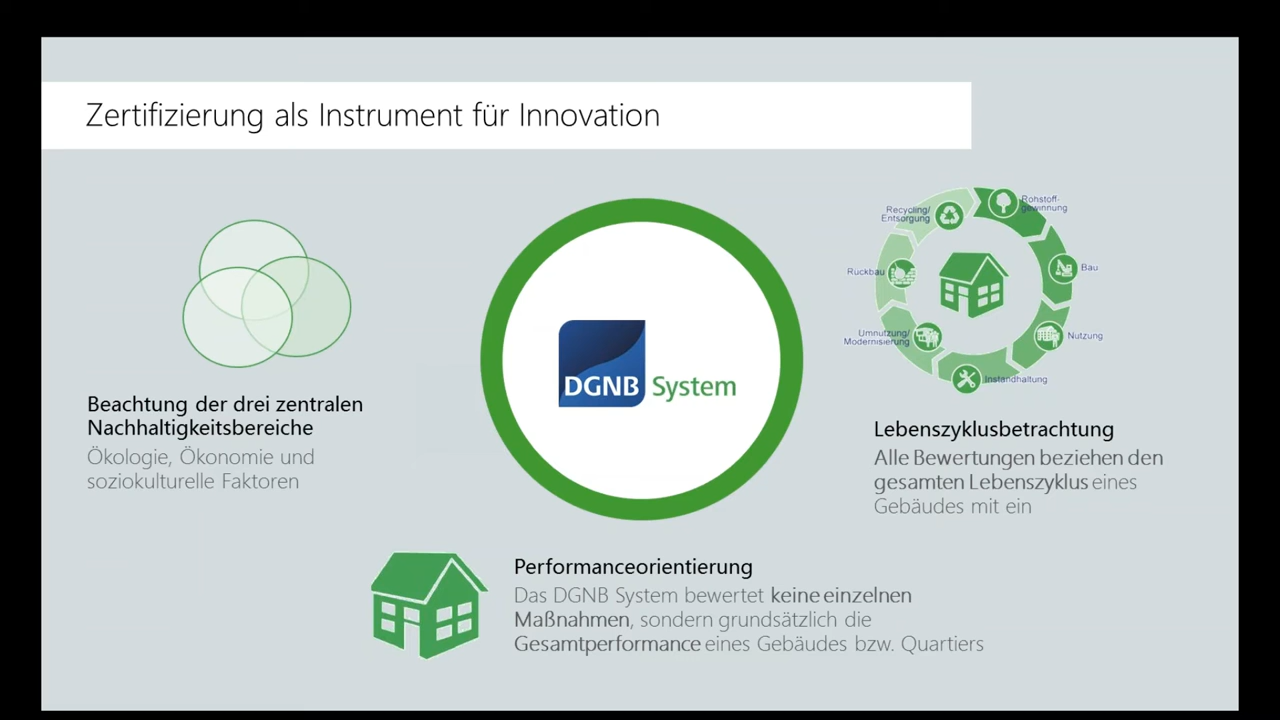 Zertifizierung als Instrument für Innovation
Beachtung der drei zentralen
Nachhaltigkeitsbereiche
Ökologie, Ökonomie und
soziokulturelle Faktoren
DGNB System
Recycling/
Entsorgung
Rohstoff-
gewinnung
Rückbau
Bau
Umnutzung/
Modernisierung
Nutzung
Instandhaltung
Lebenszyklusbetrachtung
Alle Bewertungen beziehen den
gesamten Lebenszyklus eines
Gebäudes mit ein
Performanceorientierung
Das DGNB System bewertet keine einzelnen
Maßnahmen, sondern grundsätzlich die
Gesamtperformance eines Gebäudes bzw. Quartiers